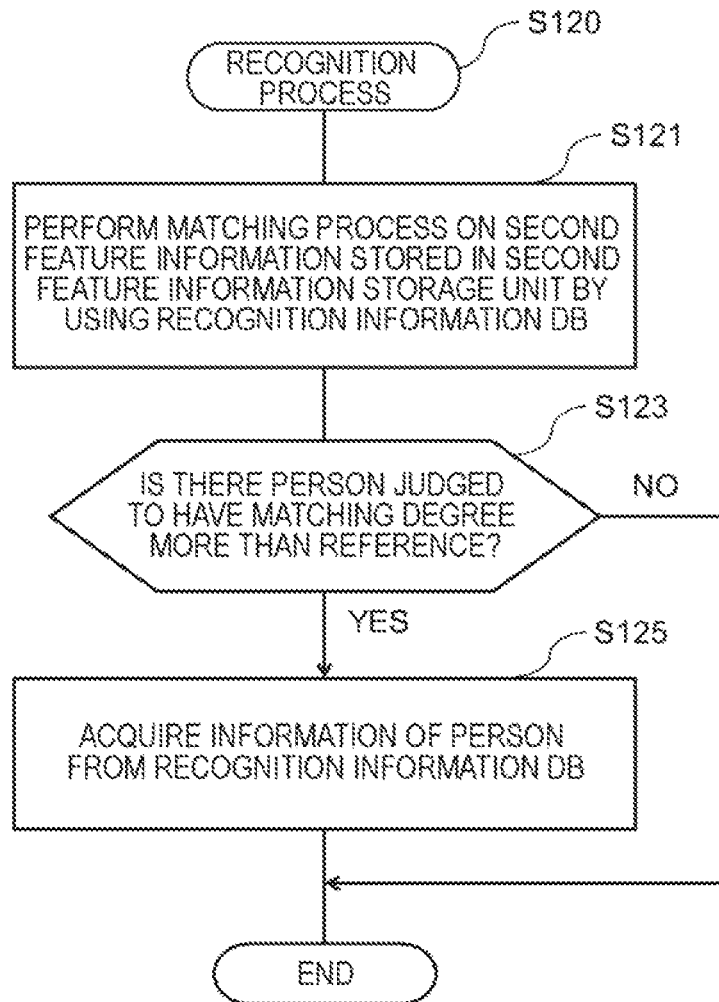 S120
RECOGNITION
PROCESS
S121
PERFORM MATCHING PROCESS ON SECOND
FEATURE INFORMATION STORED IN SECOND
FEATURE INFORMATION STORAGE UNIT BY
USING RECOGNITION INFORMATION DB
S123
IS THERE PERSON JUDGED
TO HAVE MATCHING DEGREE
MORE THAN REFERENCE?
NO
YES
S125
ACQUIRE INFORMATION OF PERSON
FROM RECOGNITION INFORMATION DB
END